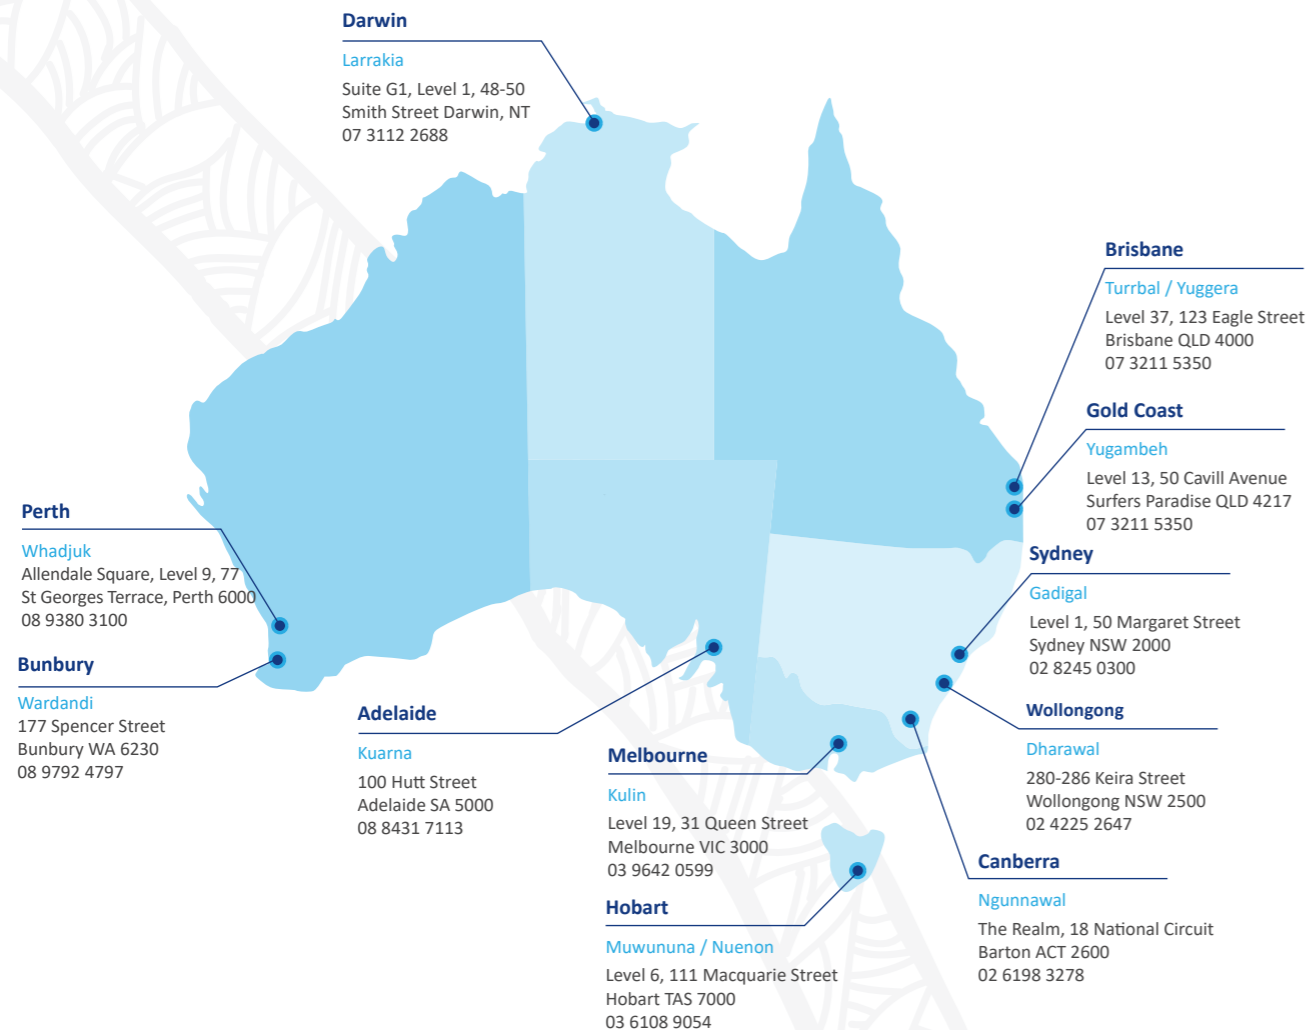 Darwin
Larrakia
Suite G1, Level 1, 48-50
Smith Street Darwin, NT
07 3112 2688
Brisbane
Turrbal / Yuggera
Level 37, 123 Eagle Street
Brisbane QLD 4000
07 3211 5350
Gold Coast
Yugambeh
Level 13, 50 Cavill Avenue
Surfers Paradise QLD 4217
07 3211 5350
Perth
Whadjuk
Allendale Square, Level 9, 77
St Georges Terrace, Perth 6000
08 9380 3100
Sydney
Gadigal
Level 1, 50 Margaret Street
Sydney NSW 2000
02 8245 0300
Bunbury
Wardandi
177 Spencer Street
Bunbury WA 6230
08 9792 4797
Adelaide
Kuarna
100 Hutt Street
Adelaide SA 5000
08 8431 7113
Melbourne
Kulin
Level 19, 31 Queen Street
Melbourne VIC 3000
03 9642 0599
Wollongong
Dharawal
280-286 Keira Street
Wollongong NSW 2500
02 4225 2647
Hobart
Muwununa / Nuenon
Level 6, 111 Macquarie Street
Hobart TAS 7000
03 6108 9054
Canberra
Ngunnawal
The Realm, 18 National Circuit
Barton ACT 2600
02 6198 3278